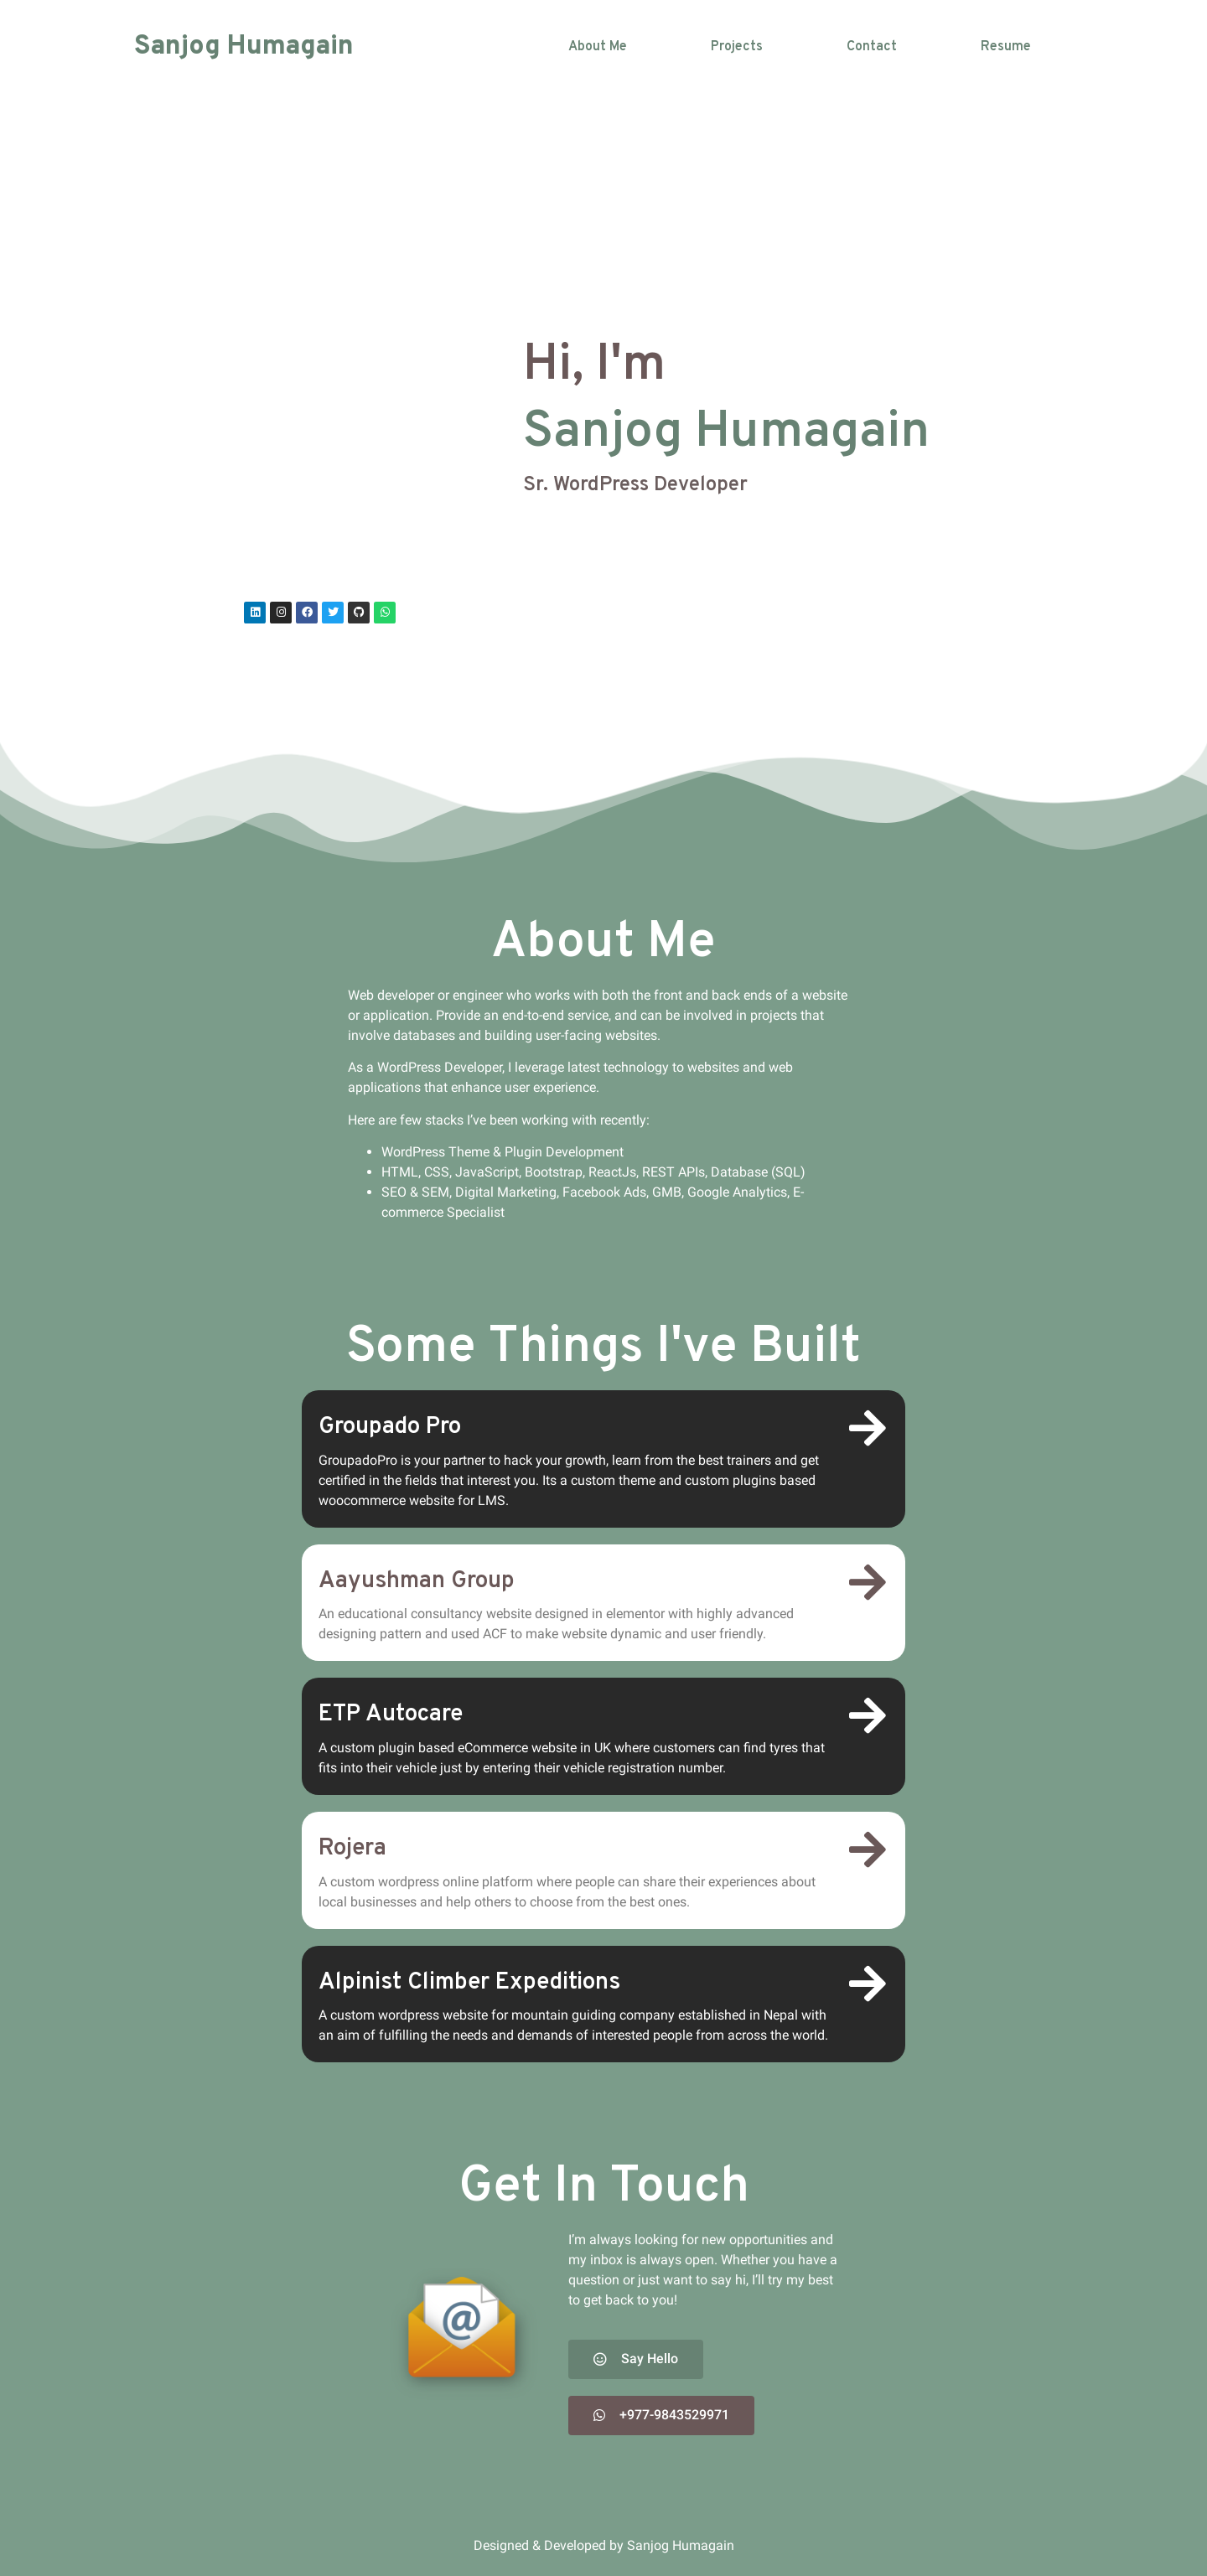 Sanjog Humagain
About Me
Projects
Contact
Resume
Hi, I'm
Sanjog Humagain
Sr. WordPress Developer
About Me
Web developer or engineer who works with both the front and back ends of a website
or application. Provide an end-to-end service, and can be involved in projects that
involve databases and building user-facing websites.
As a WordPress Developer, I leverage latest technology to websites and web
applications that enhance user experience.
Here are few stacks I’ve been working with recently:
WordPress Theme & Plugin Development
HTML, CSS, JavaScript, Bootstrap, ReactJs, REST APIs, Database (SQL)
SEO & SEM, Digital Marketing, Facebook Ads, GMB, Google Analytics, E-
commerce Specialist
Some Things I've Built
Groupado Pro
GroupadoPro is your partner to hack your growth, learn from the best trainers and get
certified in the fields that interest you. Its a custom theme and custom plugins based
woocommerce website for LMS.
Aayushman Group
An educational consultancy website designed in elementor with highly advanced
designing pattern and used ACF to make website dynamic and user friendly.
ETP Autocare
A custom plugin based eCommerce website in UK where customers can find tyres that
fits into their vehicle just by entering their vehicle registration number.
Rojera
A custom wordpress online platform where people can share their experiences about
local businesses and help others to choose from the best ones.
Alpinist Climber Expeditions
A custom wordpress website for mountain guiding company established in Nepal with
an aim of fulfilling the needs and demands of interested people from across the world.
Get In Touch
@
I’m always looking for new opportunities and
my inbox is always open. Whether you have a
question or just want to say hi, I’ll try my best
to get back to you!
Say Hello
+977-9843529971
Designed & Developed by Sanjog Humagain